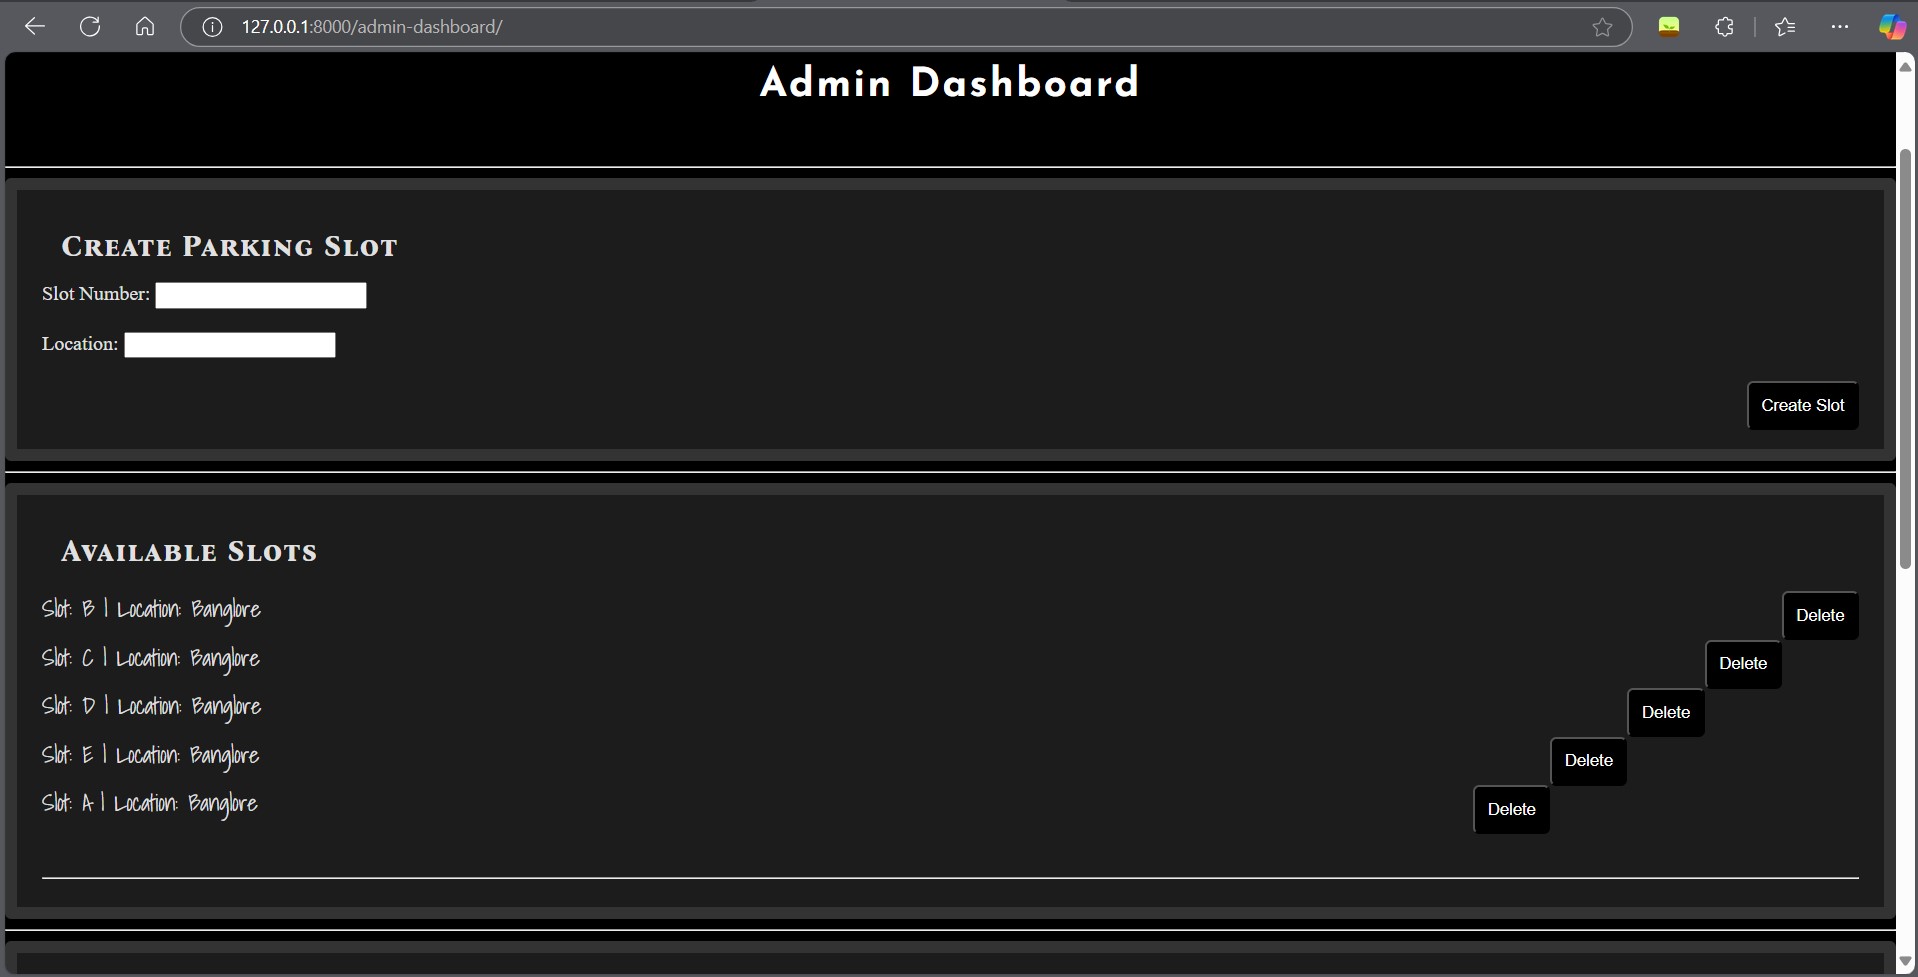 127.0.0.1:8000/admin-dashboard/
Admin Dashboard
Create Parking Slot
Slot Number:
Location:
Create Slot
Available Slots
Slot: B | Location: Banglore Delete
Slot: C | Location: Banglore Delete
Slot: D | Location: Banglore Delete
Slot: E | Location: Banglore Delete
Slot: A | Location: Banglore Delete